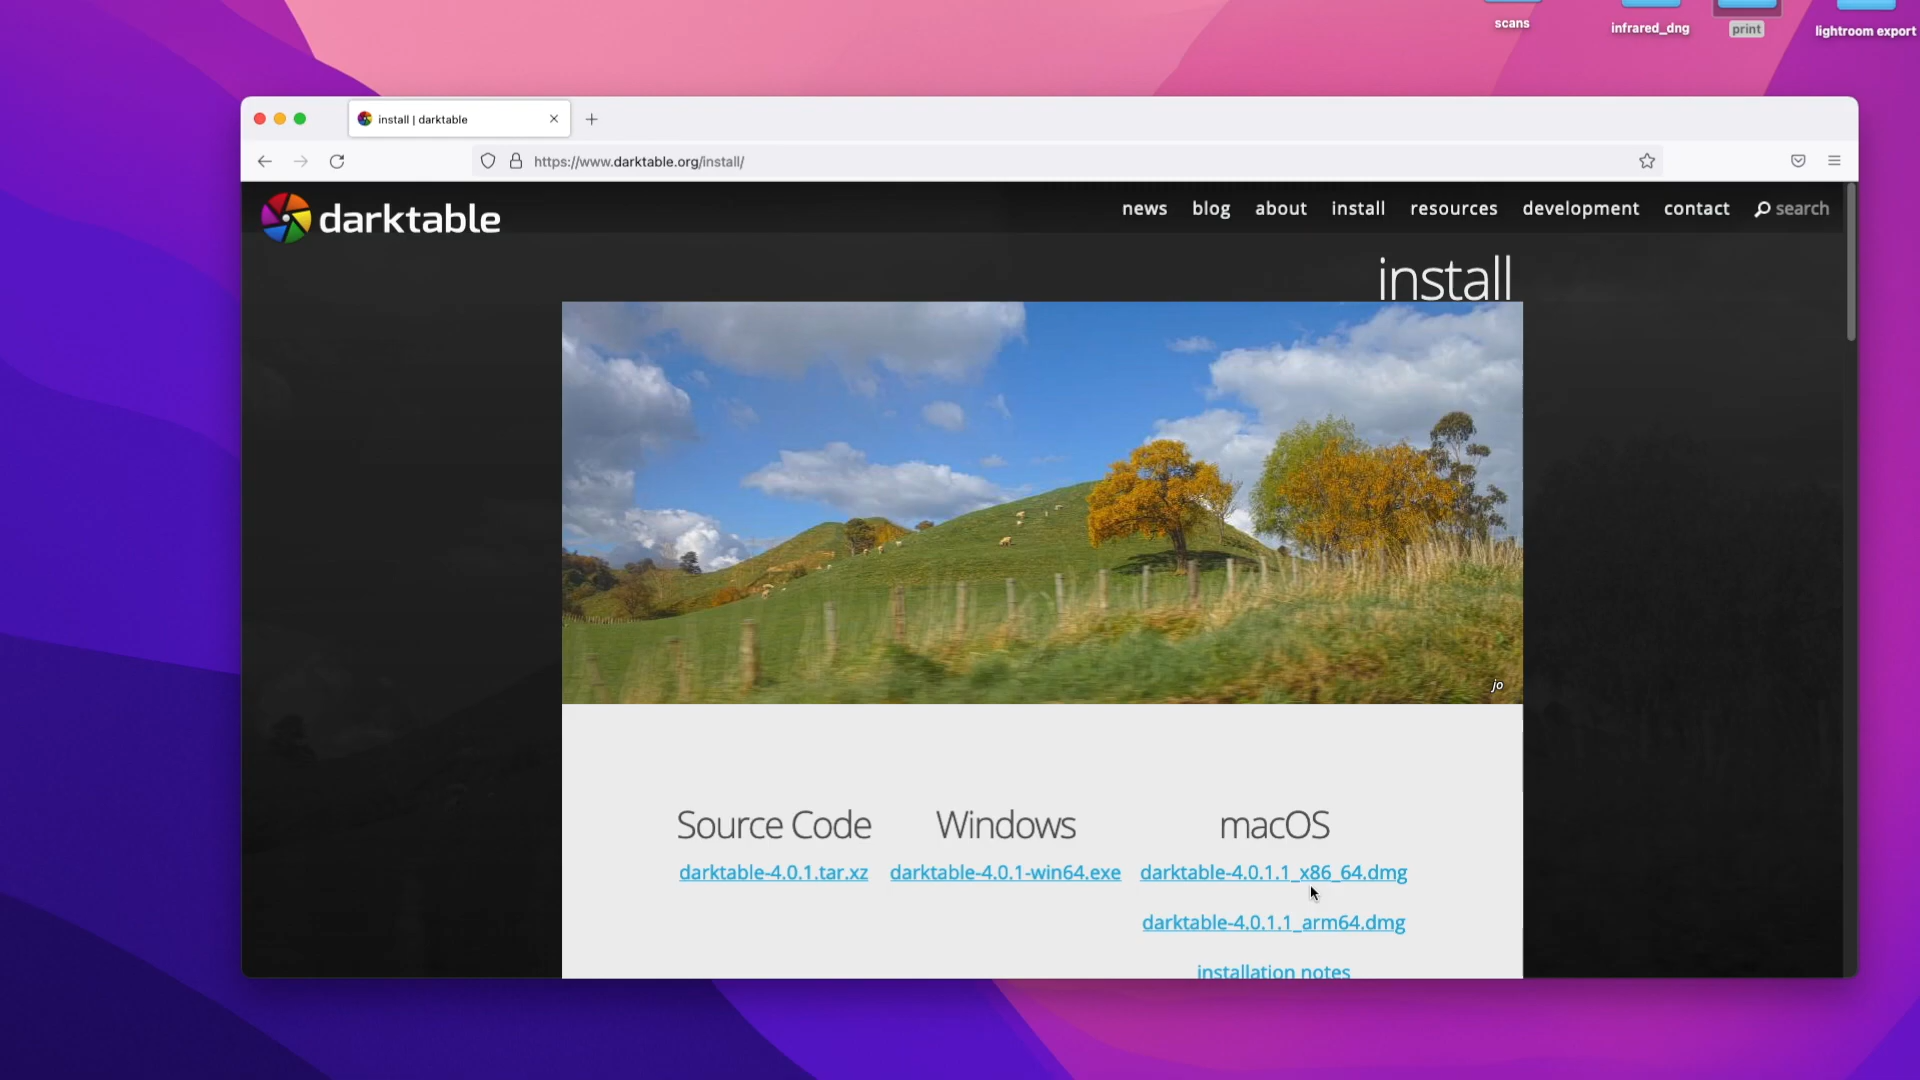 scans
infrared_dng
print
lightroom export
install | darktable
https://www.darktable.org/install/
darktable
news blog about install resources development contact search
install
jo
Source Code Windows macOS
darktable-4.0.1.tar.xz darktable-4.0.1-win64.exe darktable-4.0.1.1_x86_64.dmg
darktable-4.0.1.1_arm64.dmg
installation notes